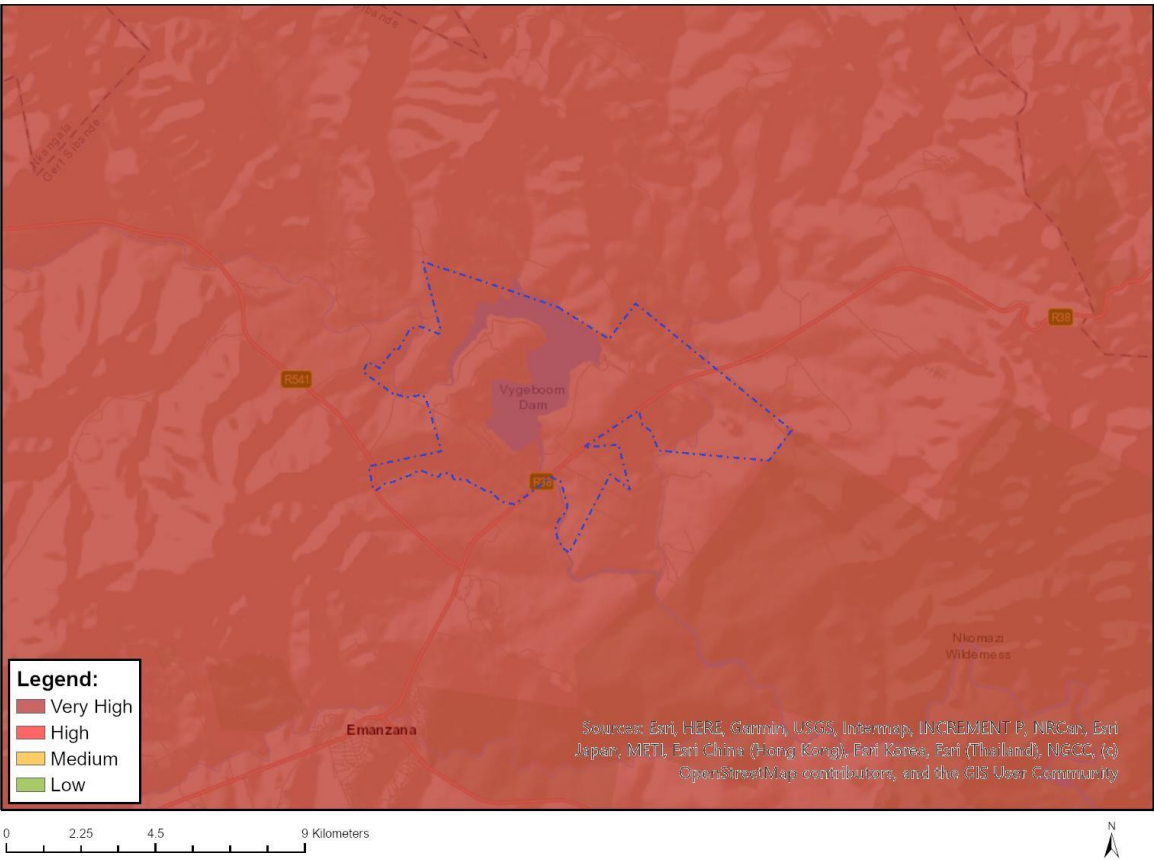 Sibande
Nkangala
Gert Sibande
R38
R541
Vygeboom
Dam
R38
Nkomazi
Wilderness
Legend:
Very High
High
Medium
Low
Emanzana
Sources: Esri, HERE, Garmin, USGS, Intermap, INCREMENT P, NRCan, Esri
Japan, METI, Esri China (Hong Kong), Esri Korea, Esri (Thailand), NGCC, (c)
OpenStreetMap contributors, and the GIS User Community
0 2.25 4.5 9 Kilometers
N